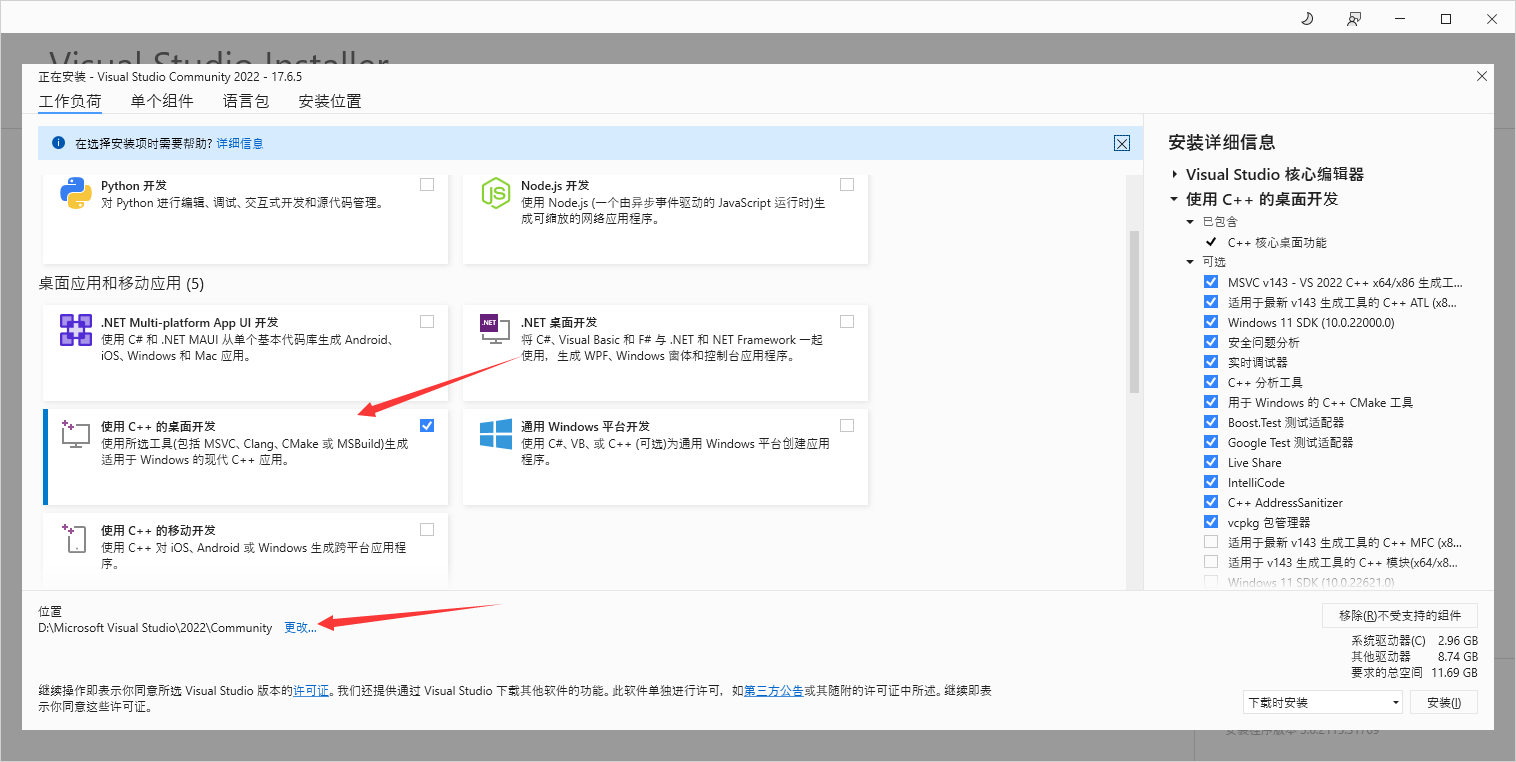 Visual Studio Installer
正在安装 - Visual Studio Community 2022 - 17.6.5
工作负荷 单个组件 语言包 安装位置
在选择安装项时需要帮助? 详细信息
Python 开发
对 Python 进行编辑、调试、交互式开发和源代码管理。
Node.js 开发
使用 Node.js (一个由异步事件驱动的 JavaScript 运行时)生
成可缩放的网络应用程序。
桌面应用和移动应用 (5)
.NET Multi-platform App UI 开发
使用 C# 和 .NET MAUI 从单个基本代码库生成 Android、
iOS、Windows 和 Mac 应用。
.NET
.NET 桌面开发
将 C#、Visual Basic 和 F# 与 .NET 和 NET Framework 一起
使用，生成 WPF、Windows 窗体和控制台应用程序。
使用 C++ 的桌面开发
使用所选工具(包括 MSVC、Clang、CMake 或 MSBuild)生成
适用于 Windows 的现代 C++ 应用。
通用 Windows 平台开发
使用 C#、VB、或 C++ (可选)为通用 Windows 平台创建应用
程序。
使用 C++ 的移动开发
使用 C++ 对 iOS、Android 或 Windows 生成跨平台应用程
序。
安装详细信息
Visual Studio 核心编辑器
使用 C++ 的桌面开发
已包含
C++ 核心桌面功能
可选
MSVC v143 - VS 2022 C++ x64/x86 生成工...
适用于最新 v143 生成工具的 C++ ATL (x8...
Windows 11 SDK (10.0.22000.0)
安全问题分析
实时调试器
C++ 分析工具
用于 Windows 的 C++ CMake 工具
Boost.Test 测试适配器
Google Test 测试适配器
Live Share
IntelliCode
C++ AddressSanitizer
vcpkg 包管理器
适用于最新 v143 生成工具的 C++ MFC (x8...
适用于 v143 生成工具的 C++ 模块(x64/x8...
Windows 11 SDK (10.0.22621.0)
位置
D:\Microsoft Visual Studio\2022\Community 更改...
继续操作即表示你同意所选 Visual Studio 版本的许可证。我们还提供通过 Visual Studio 下载其他软件的功能。此软件单独进行许可，如第三方公告或其随附的许可证中所述。继续即表
示你同意这些许可证。
移除(R)不受支持的组件
系统驱动器(C) 2.96 GB
其他驱动器 8.74 GB
要求的总空间 11.69 GB
下载时安装 安装(I)